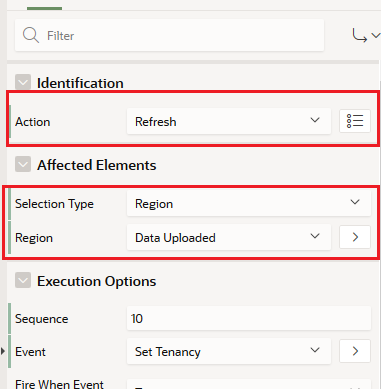 Filter
Identification
Action Refresh
Affected Elements
Selection Type Region
Region Data Uploaded
Execution Options
Sequence 10
Event Set Tenancy
Fire When Event